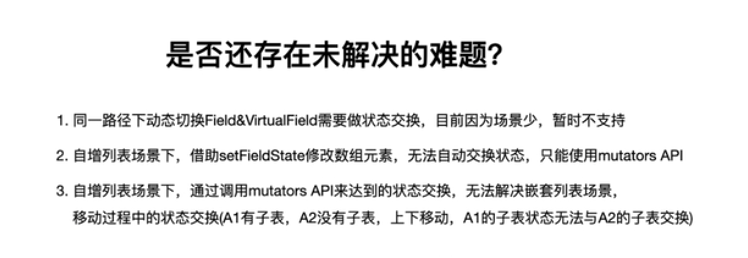 是否还存在未解决的难题？
1. 同一路径下动态切换Field&VirtualField需要做状态交换，目前因为场景少，暂时不支持
2. 自增列表场景下，借助setFieldState修改数组元素，无法自动交换状态，只能使用mutators API
3. 自增列表场景下，通过调用mutators API来达到的状态交换，无法解决嵌套列表场景，
移动过程中的状态交换(A1有子表，A2没有子表，上下移动，A1的子表状态无法与A2的子表交换)